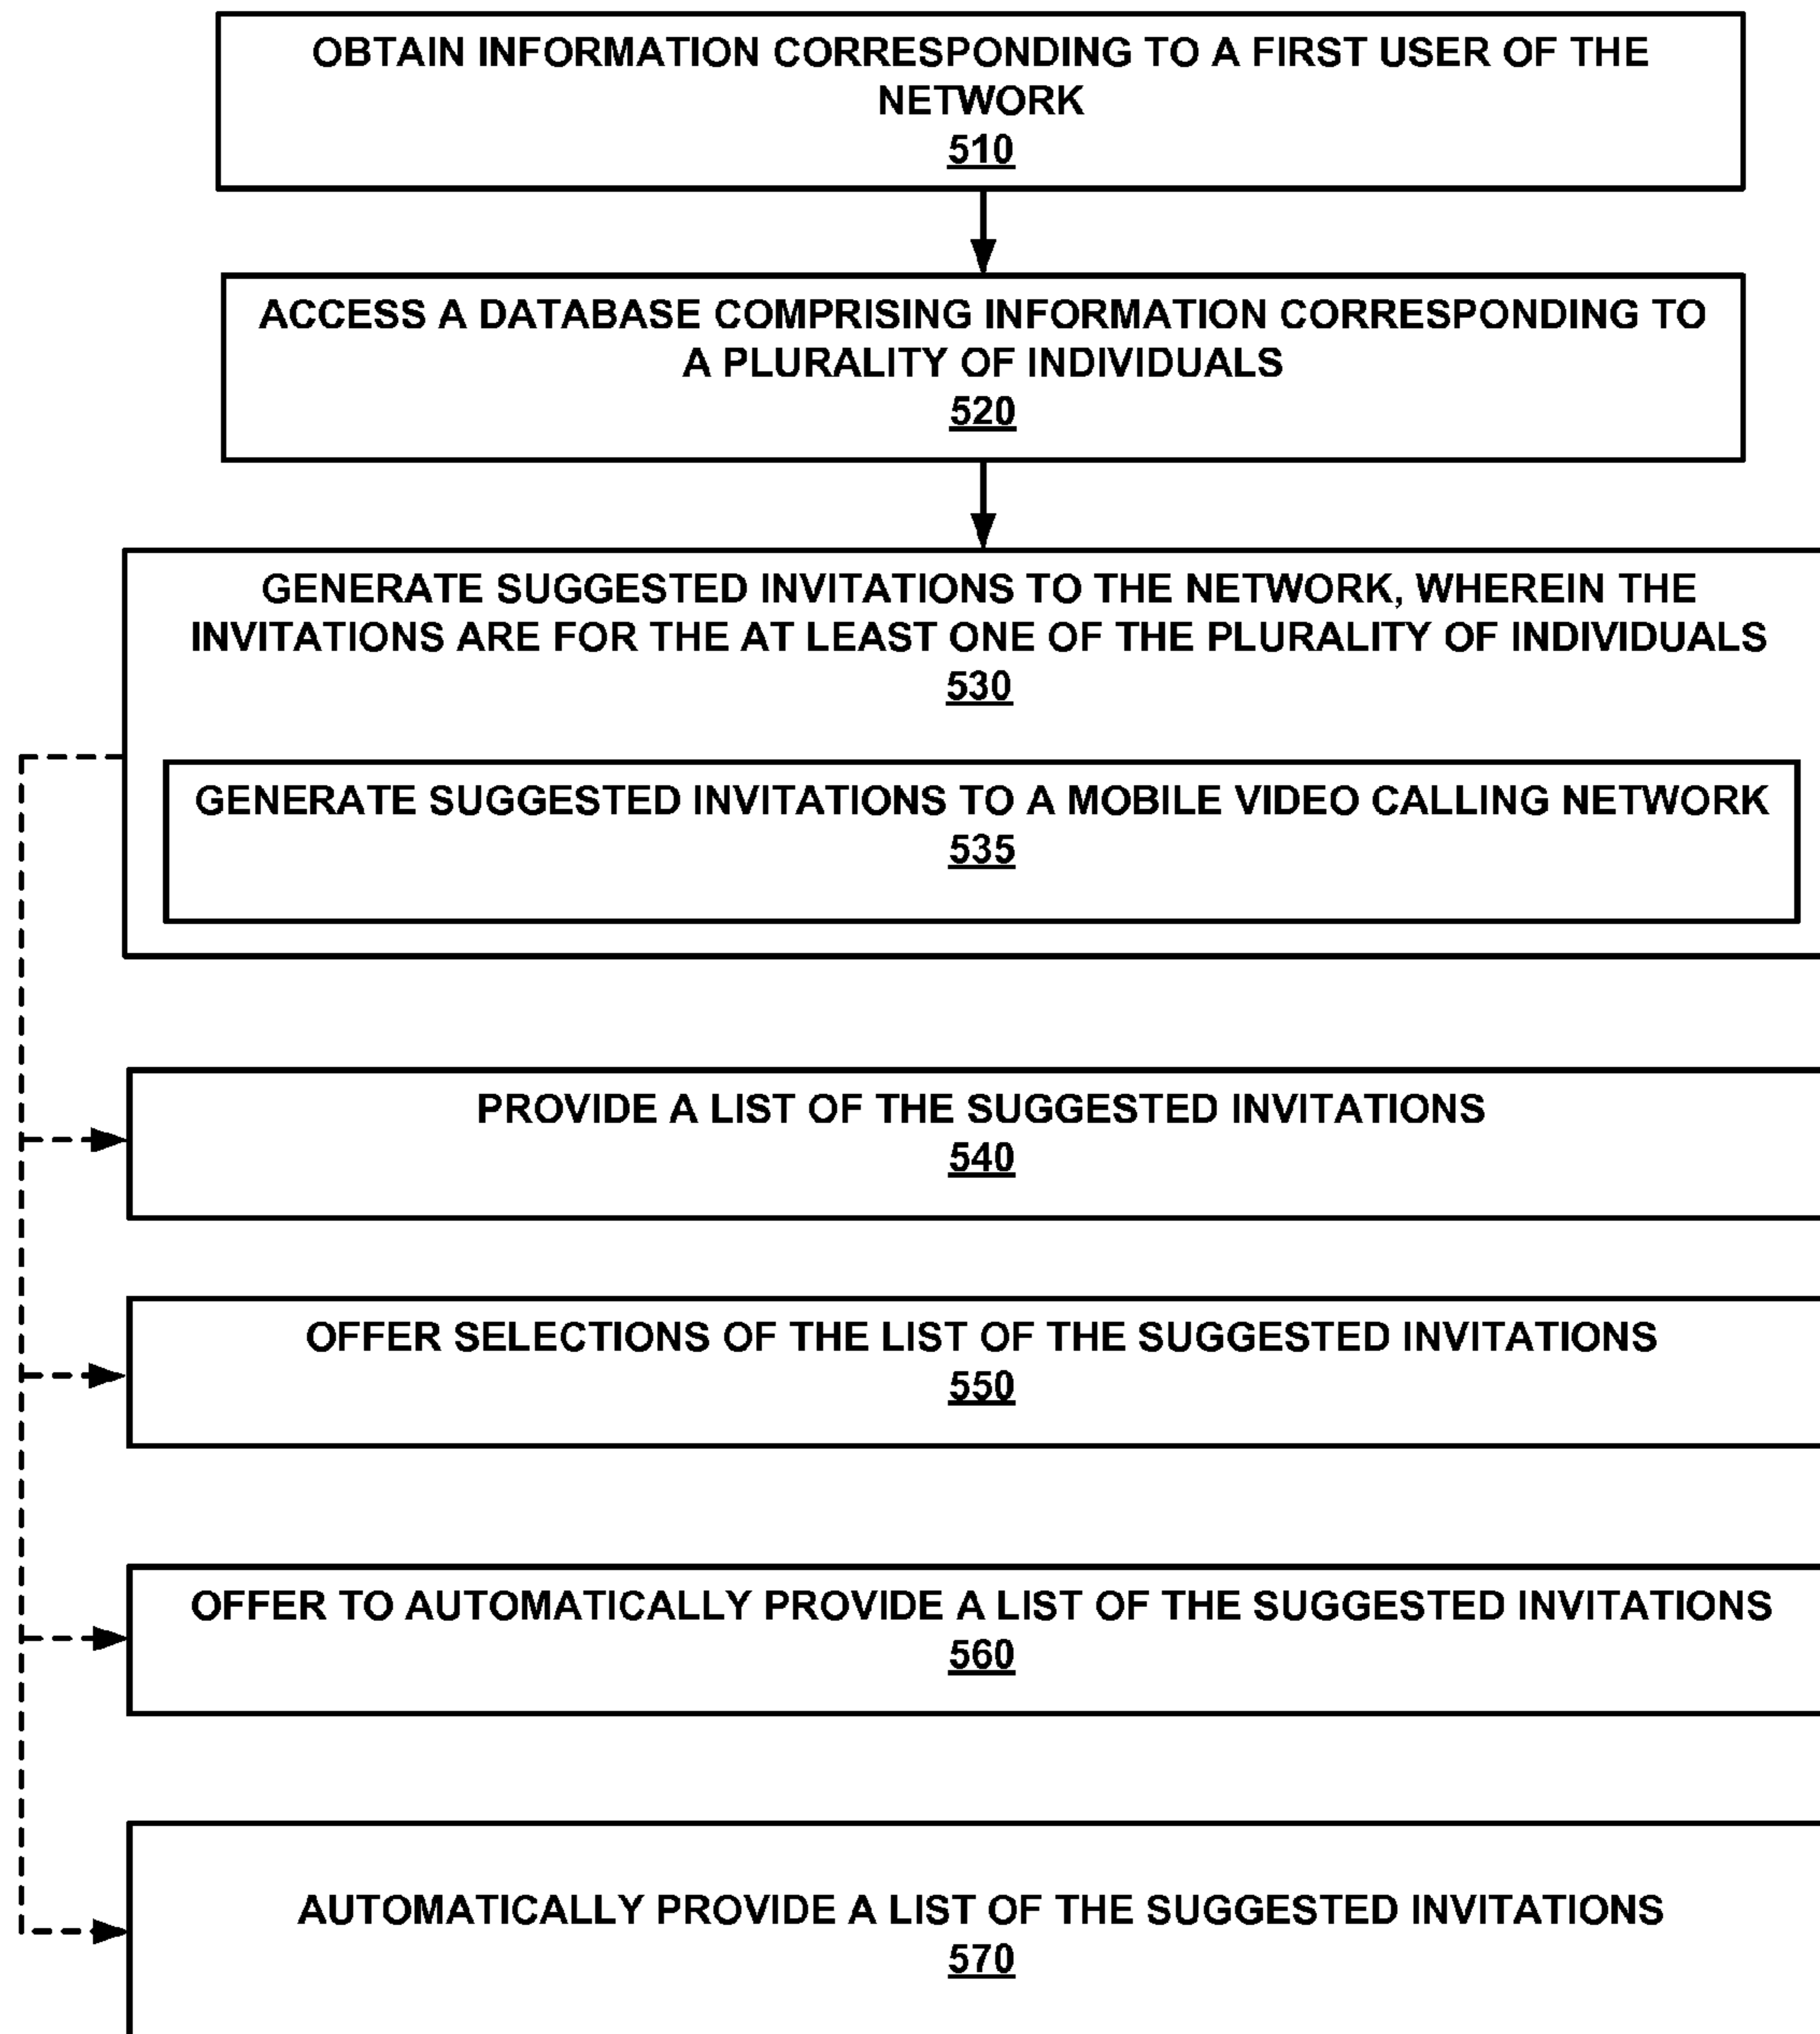 OBTAIN INFORMATION CORRESPONDING TO A FIRST USER OF THE
NETWORK
510
ACCESS A DATABASE COMPRISING INFORMATION CORRESPONDING TO
A PLURALITY OF INDIVIDUALS
520
GENERATE SUGGESTED INVITATIONS TO THE NETWORK, WHEREIN THE
INVITATIONS ARE FOR THE AT LEAST ONE OF THE PLURALITY OF INDIVIDUALS
530
GENERATE SUGGESTED INVITATIONS TO A MOBILE VIDEO CALLING NETWORK
535
PROVIDE A LIST OF THE SUGGESTED INVITATIONS
540
OFFER SELECTIONS OF THE LIST OF THE SUGGESTED INVITATIONS
550
OFFER TO AUTOMATICALLY PROVIDE A LIST OF THE SUGGESTED INVITATIONS
560
AUTOMATICALLY PROVIDE A LIST OF THE SUGGESTED INVITATIONS
570